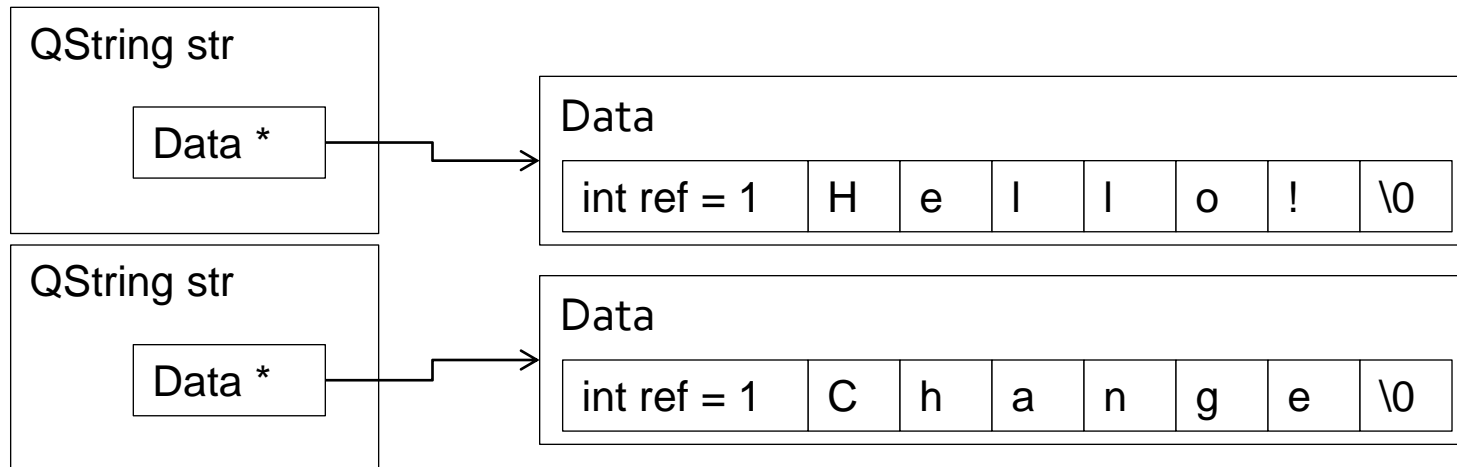 QString str
Data *
Data
int ref = 1 H e l l o ! \0
QString str
Data *
Data
int ref = 1 C h a n g e \0